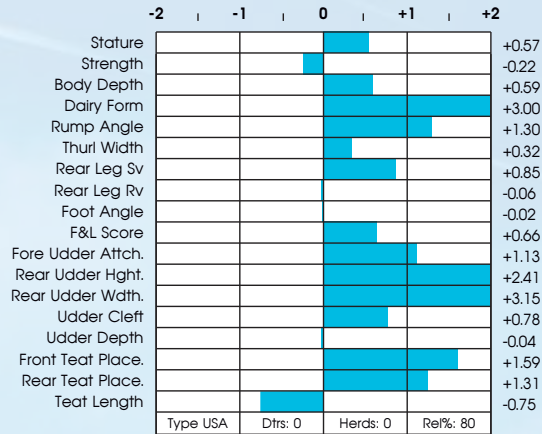 -2 -1 0 +1 +2
Stature +0.57
Strength -0.22
Body Depth +0.59
Dairy Form +3.00
Rump Angle +1.30
Thurl Width +0.32
Rear Leg Sv +0.85
Rear Leg Rv -0.06
Foot Angle -0.02
F&L Score +0.66
Fore Udder Attch. +1.13
Rear Udder Hght. +2.41
Rear Udder Wdth. +3.15
Udder Cleft +0.78
Udder Depth -0.04
Front Teat Place. +1.59
Rear Teat Place. +1.31
Teat Length -0.75
Type USA Dtrs: 0 Herds: 0 Rel%: 80